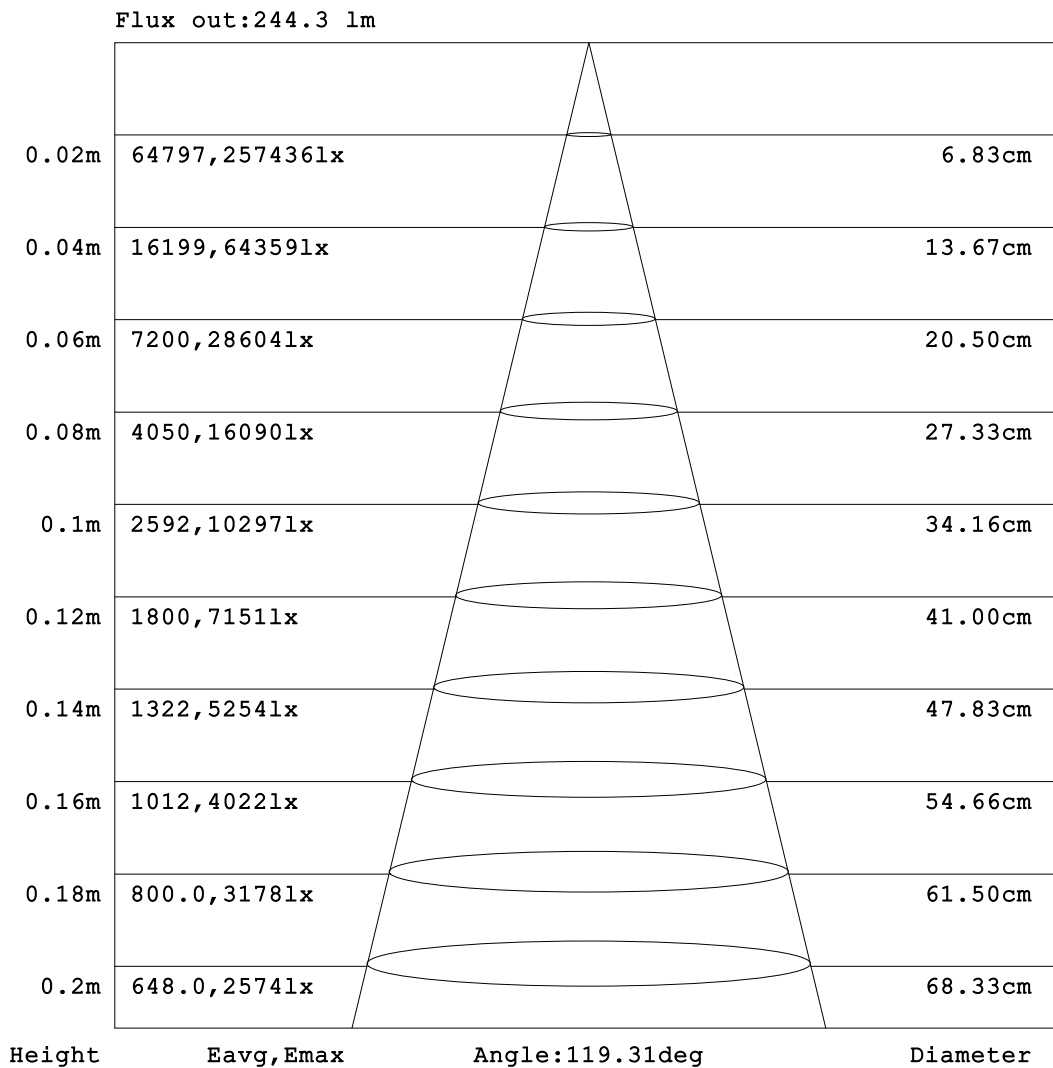 Flux out:244.3 lm
0.02m 64797,257436lx 6.83cm
0.04m 16199,64359lx 13.67cm
0.06m 7200,28604lx 20.50cm
0.08m 4050,16090lx 27.33cm
0.1m 2592,10297lx 34.16cm
0.12m 1800,7151lx 41.00cm
0.14m 1322,5254lx 47.83cm
0.16m 1012,4022lx 54.66cm
0.18m 800.0,3178lx 61.50cm
0.2m 648.0,2574lx 68.33cm
Height Eavg,Emax Angle:119.31deg Diameter